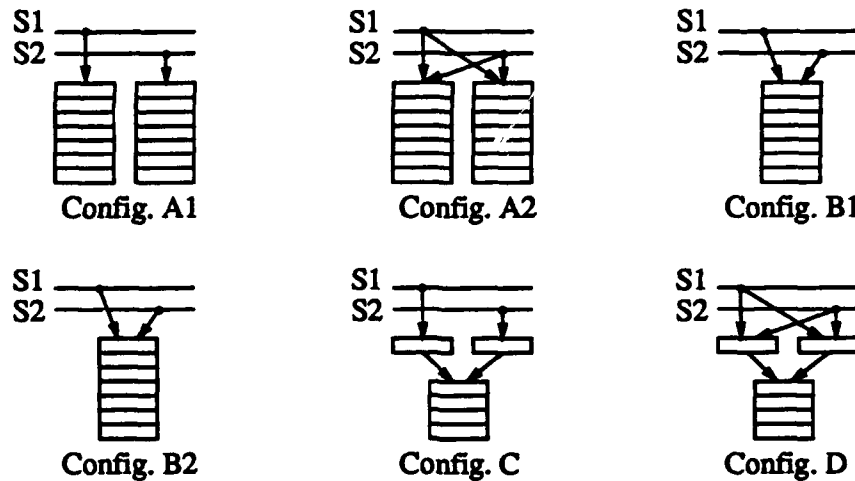 S1 S1 S1
S2 S2 S2
Config. A1 Config. A2 Config. B1
S1 S1 S1
S2 S2 S2
Config. B2 Config. C Config. D